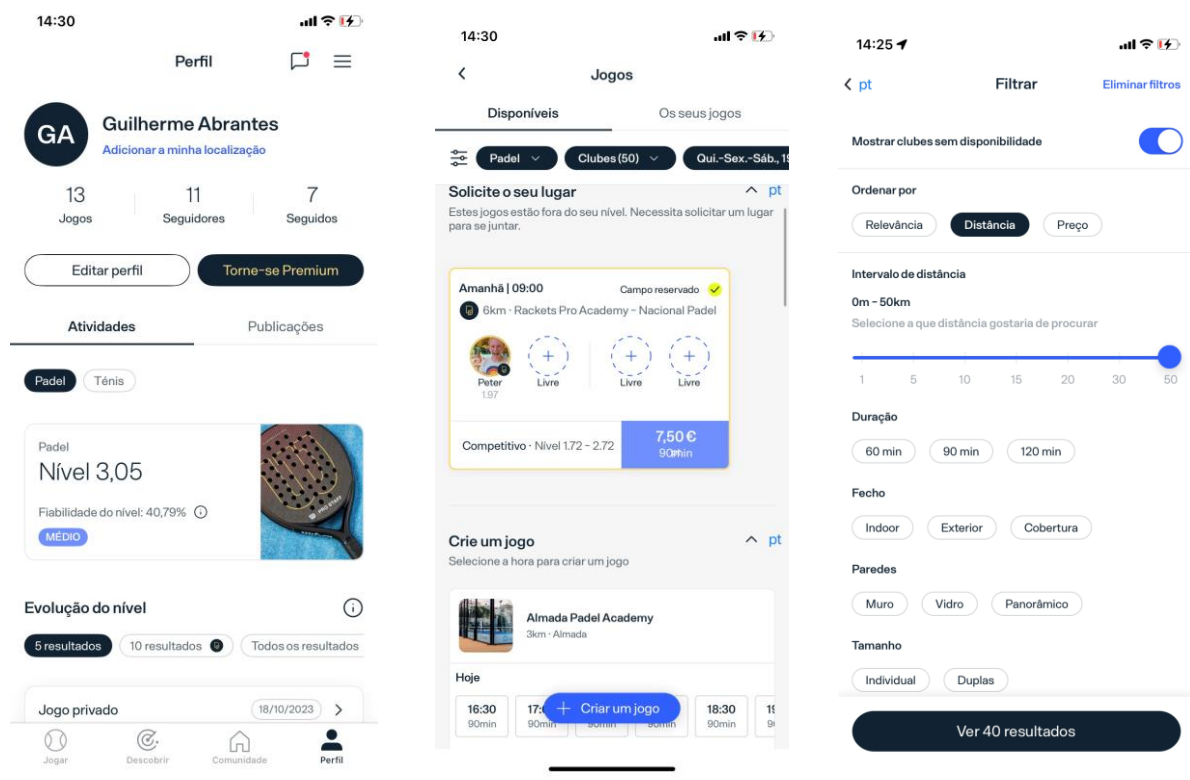 14:30
Perfil
GA
Guilherme Abrantes
Adicionar a minha localização
13
11
7
Jogos
Seguidores
Seguidos
Editar perfil
Torne-se Premium
Atividades
Publicações
Padel
Ténis
Padel
Nível 3,05
Fiabilidade do nível: 40,79%
MÉDIO
Evolução do nível
5 resultados
10 resultados
Todos os resultados
Jogo privado
18/10/2023
Jogar
Descobrir
Comunidade
Perfil
14:30
Jogos
Disponíveis
Os seus jogos
Padel
Clubes (50)
Qui.-Sex.-Sáb., 19
Solicite o seu lugar
pt
Estes jogos estão fora do seu nível. Necessita solicitar um lugar
para se juntar.
Amanhã | 09:00
Campo reservado
6km · Rackets Pro Academy - Nacional Padel
Peter
Livre
Livre
Livre
1.97
Competitivo · Nível 1.72 - 2.72
7,50 €
90min
Crie um jogo
pt
Selecione a hora para criar um jogo
Almada Padel Academy
3km · Almada
Hoje
16:30
90min
17:
90min
+ Criar um jogo
90min
90min
18:30
90min
14:25
pt
Filtrar
Eliminar filtros
Mostrar clubes sem disponibilidade
Ordenar por
Relevância
Distância
Preço
Intervalo de distância
0m - 50km
Selecione a que distância gostaria de procurar
1 5 10 15 20 30 50
Duração
60 min
90 min
120 min
Fecho
Indoor
Exterior
Cobertura
Paredes
Muro
Vidro
Panorâmico
Tamanho
Individual
Duplas
Ver 40 resultados